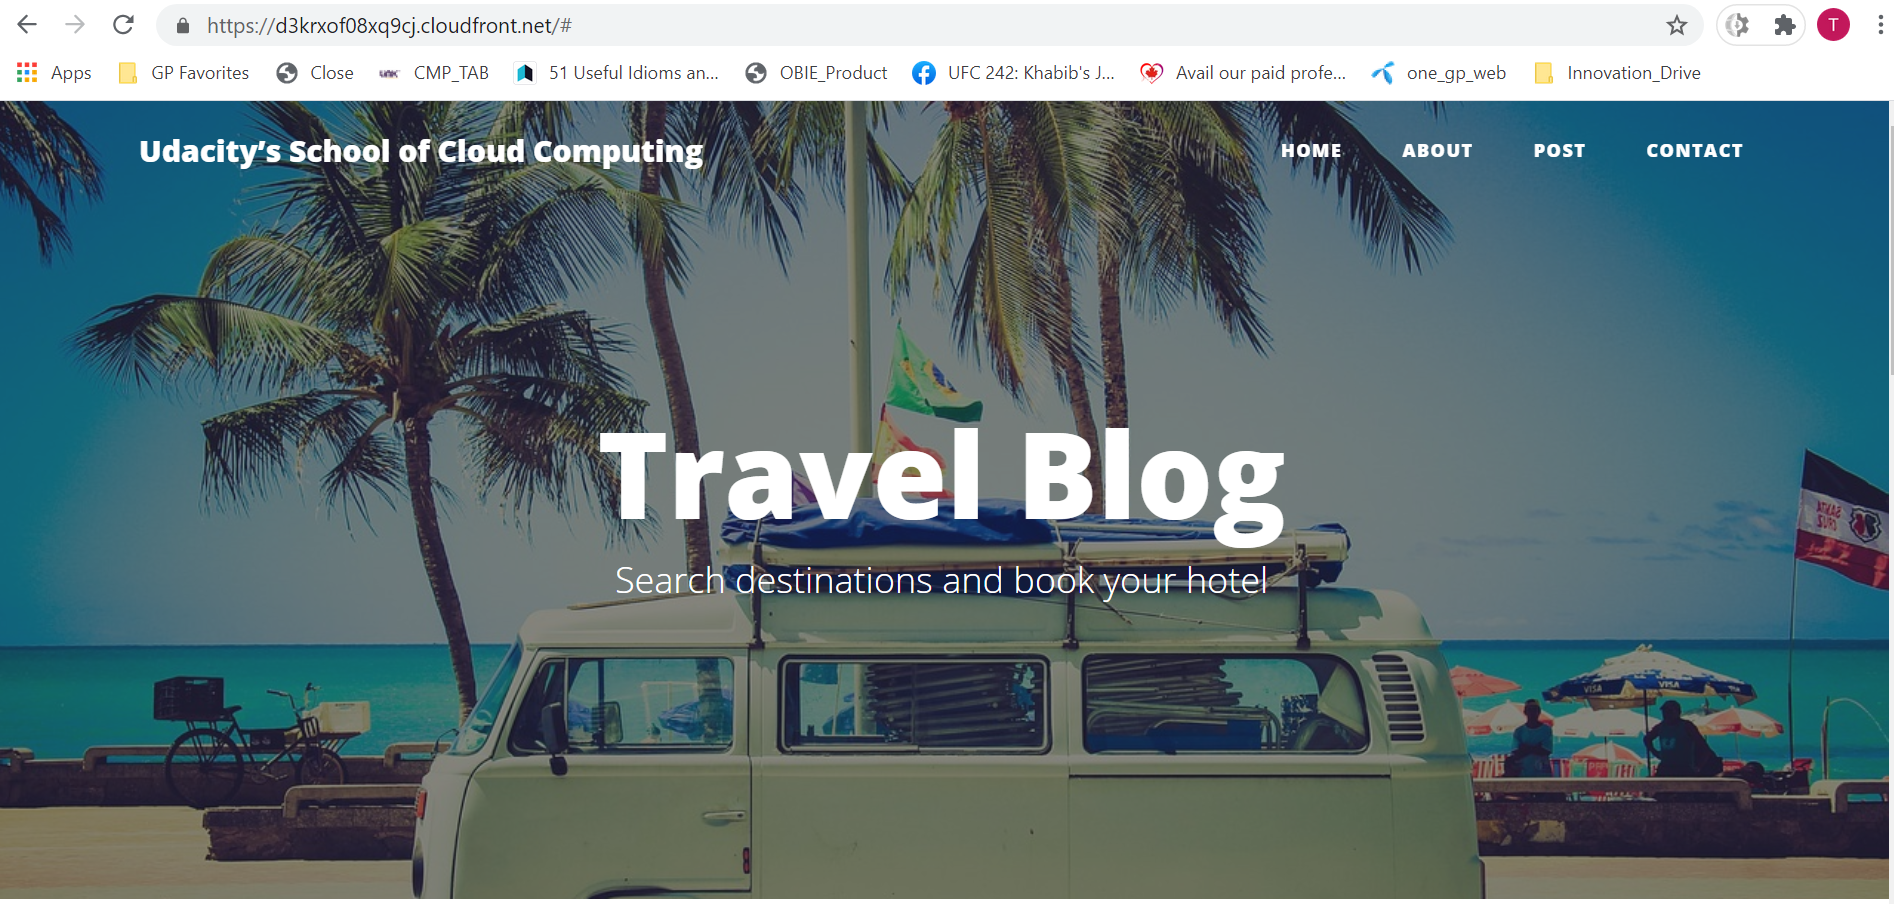 https://d3krxof08xq9cj.cloudfront.net/#
T
Apps GP Favorites Close CMP_TAB 51 Useful Idioms an... OBIE_Product UFC 242: Khabib's J... Avail our paid profe... one_gp_web Innovation_Drive
Udacity’s School of Cloud Computing
HOME ABOUT POST CONTACT
Travel Blog
Search destinations and book your hotel
SANTA
CRUZ
VISA VISA